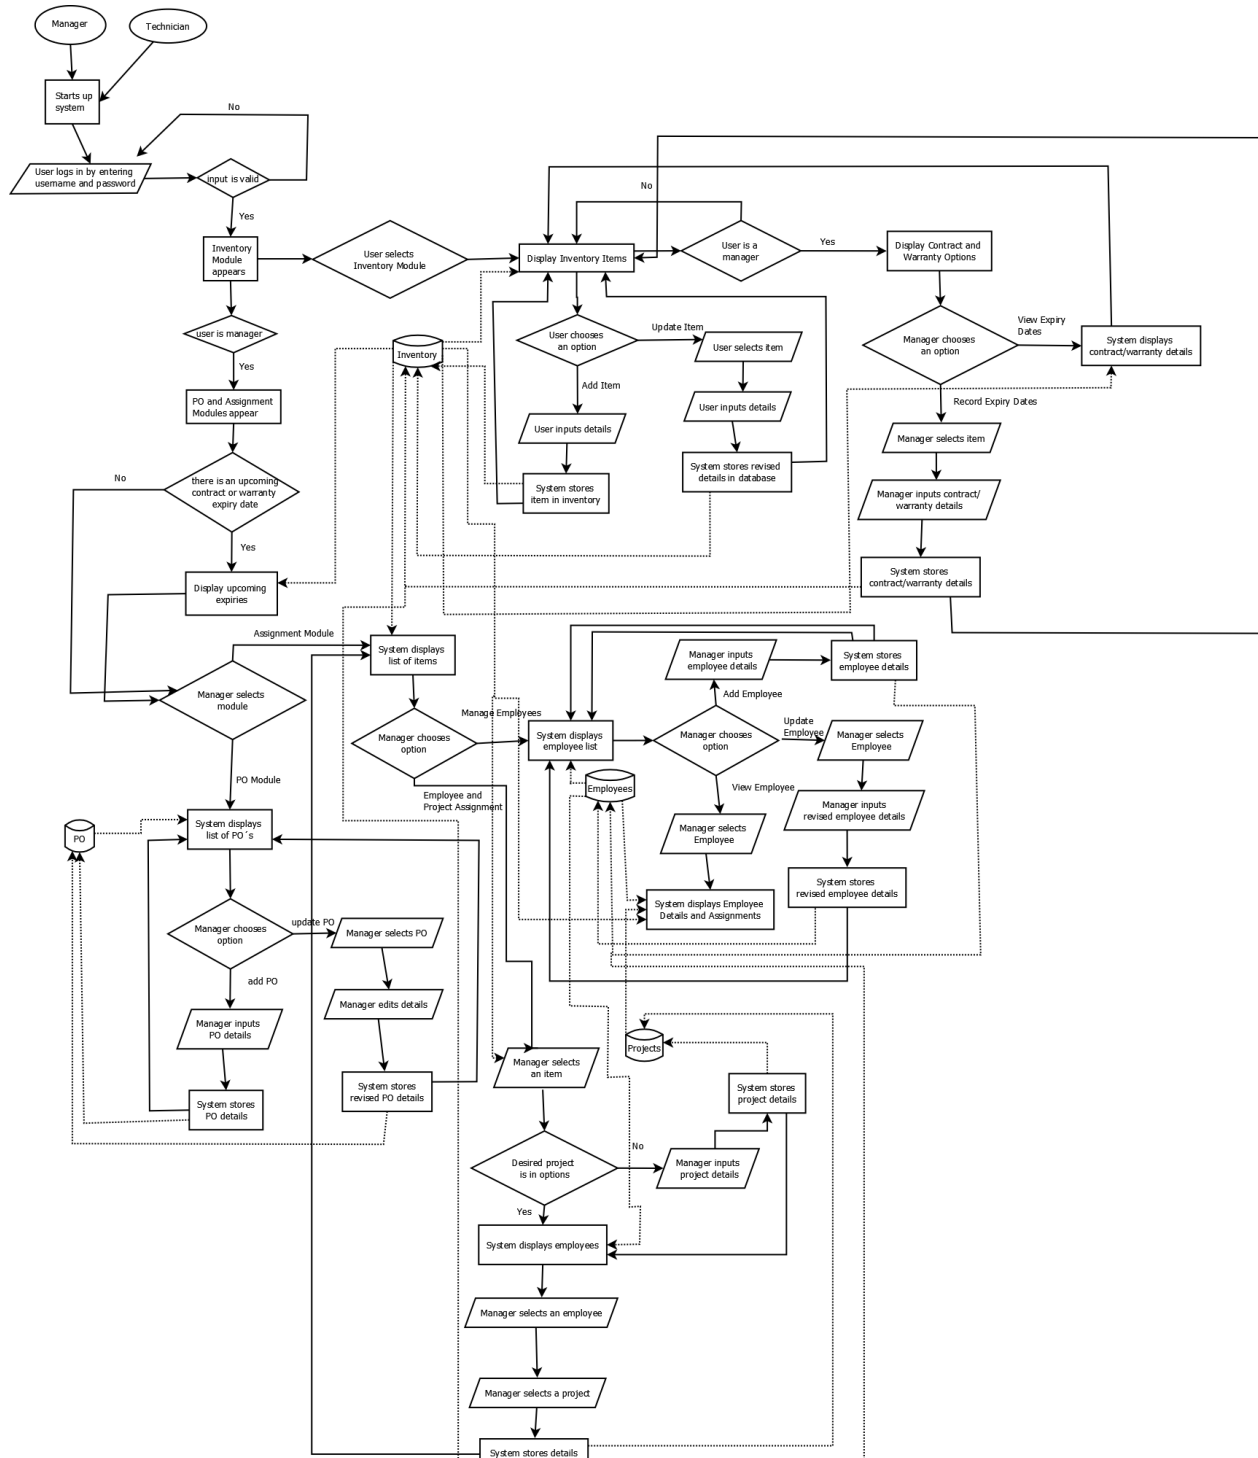 Manager
Technician
Starts up
system
No
User logs in by entering
username and password
input is valid
Yes
Inventory
Module
appears
User selects
Inventory Module
Display Inventory Items
No
User is a
manager
Yes
Display Contract and
Warranty Options
user is manager
Yes
Inventory
User chooses
an option
Update Item
User selects item
Manager chooses
an option
View Expiry
Dates
System displays
contract/warranty details
PO and Assignment
Modules appear
Add Item
User inputs details
User inputs details
Record Expiry Dates
Manager selects item
No
there is an upcoming
contract or warranty
expiry date
System stores
item in inventory
System stores revised
details in database
Manager inputs contract/
warranty details
Yes
Display upcoming
expiries
System stores
contract/warranty details
Assignment Module
System displays
list of items
Manager inputs
employee details
System stores
employee details
Manager selects
module
Add Employee
Manage Employees
Manager chooses
option
System displays
employee list
Manager chooses
option
Update
Employee
Manager selects
Employee
PO Module
Employee and
Project Assignment
Employees
View Employee
Manager inputs
revised employee details
PO
System displays
list of PO´s
Manager selects
Employee
System stores
revised employee details
System displays Employee
Details and Assignments
Manager chooses
option
update PO
Manager selects PO
add PO
Manager edits details
Manager inputs
PO details
Projects
Manager selects
an item
System stores
PO details
System stores
revised PO details
System stores
project details
Desired project
is in options
No
Manager inputs
project details
Yes
System displays employees
Manager selects an employee
Manager selects a project
System stores details